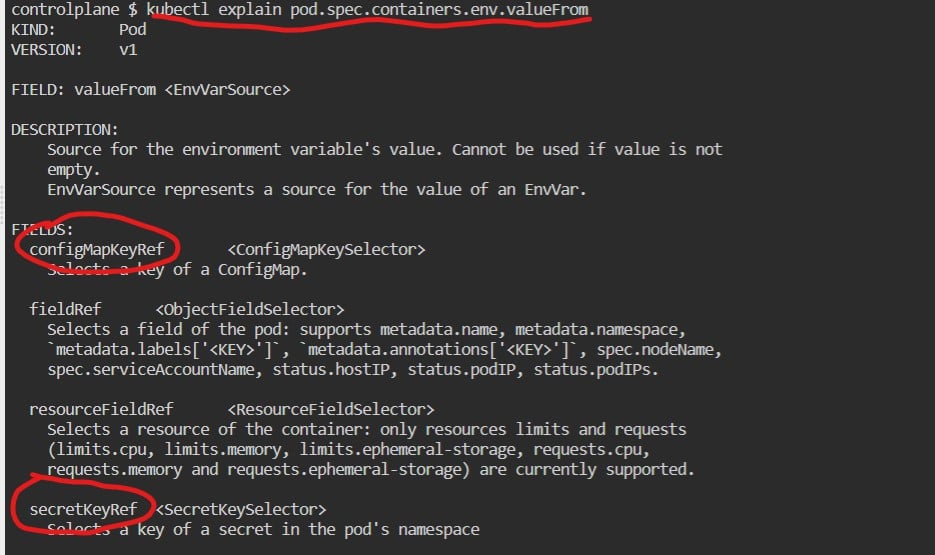 controlplane $ kubectl explain pod.spec.containers.env.valueFrom
KIND:       Pod
VERSION:    v1

FIELD: valueFrom <EnvVarSource>

DESCRIPTION:
    Source for the environment variable's value. Cannot be used if value is not
    empty.
    EnvVarSource represents a source for the value of an EnvVar.

FIELDS:
  configMapKeyRef       <ConfigMapKeySelector>
    Selects a key of a ConfigMap.

  fieldRef      <ObjectFieldSelector>
    Selects a field of the pod: supports metadata.name, metadata.namespace,
    `metadata.labels['<KEY>']`, `metadata.annotations['<KEY>']`, spec.nodeName,
    spec.serviceAccountName, status.hostIP, status.podIP, status.podIPs.

  resourceFieldRef      <ResourceFieldSelector>
    Selects a resource of the container: only resources limits and requests
    (limits.cpu, limits.memory, limits.ephemeral-storage, requests.cpu,
    requests.memory and requests.ephemeral-storage) are currently supported.

  secretKeyRef  <SecretKeySelector>
    Selects a key of a secret in the pod's namespace